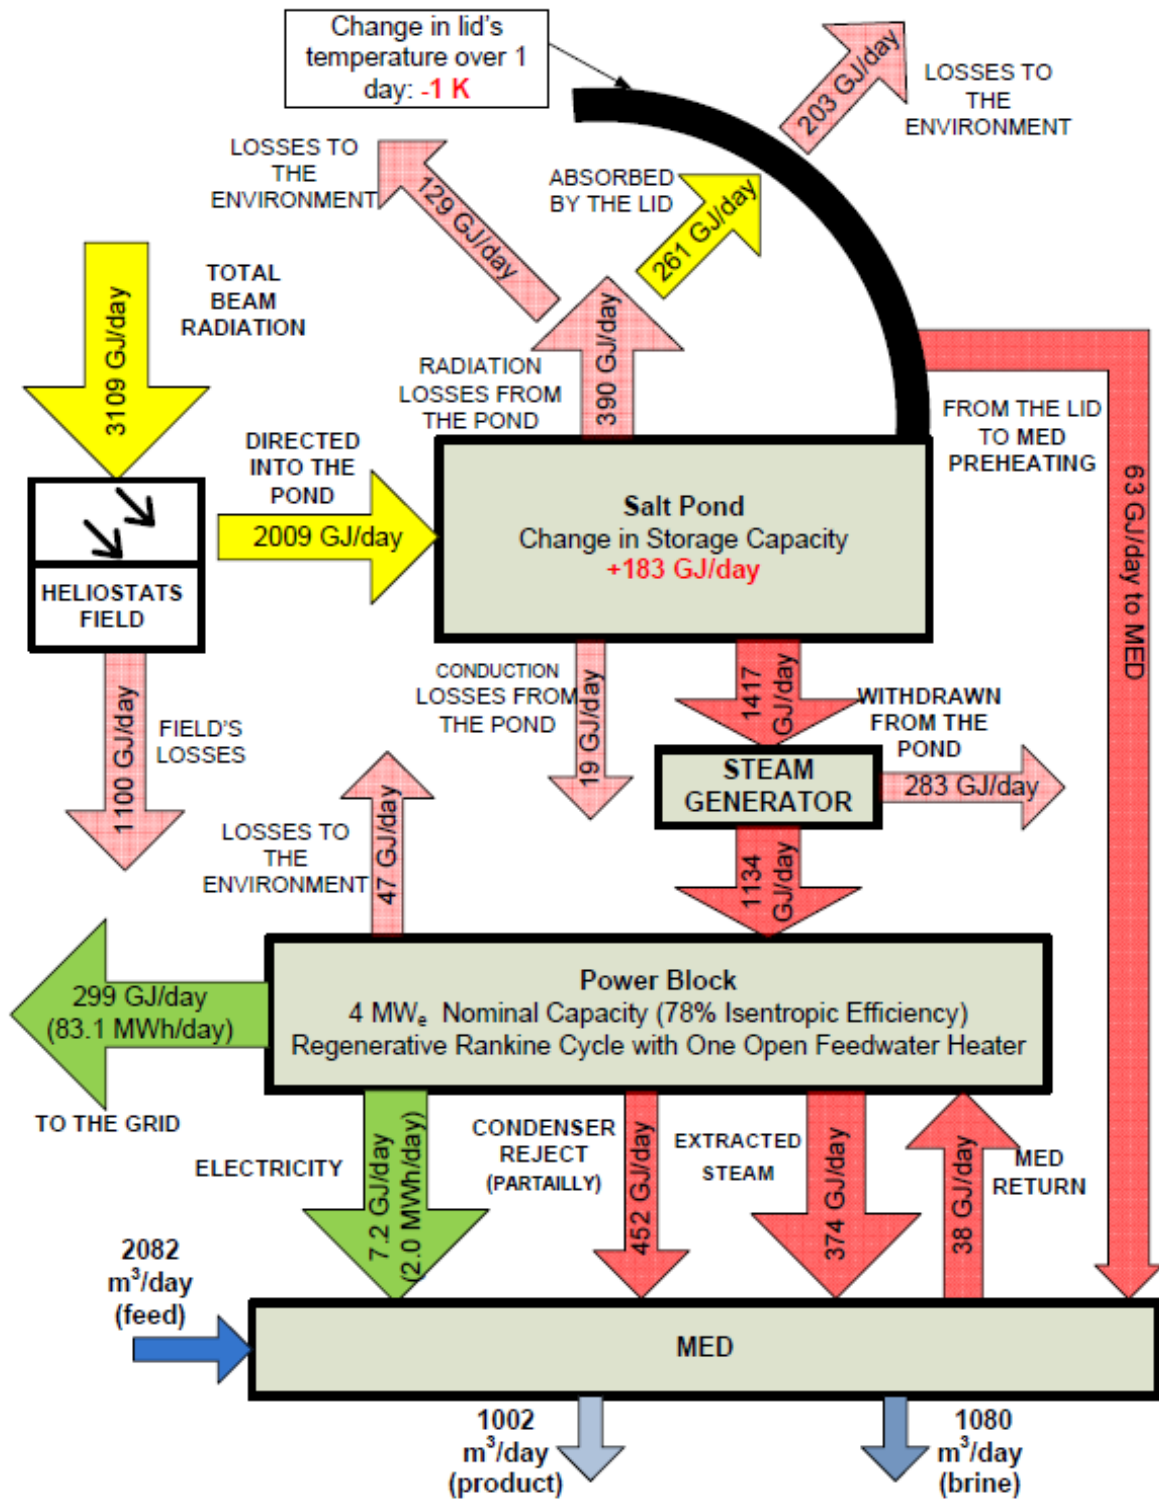 Change in lid's
temperature over 1
day: -1 K
203 GJ/day
LOSSES TO
THE
ENVIRONMENT
LOSSES TO
THE
ENVIRONMENT
129 GJ/day
ABSORBED
BY THE LID
261 GJ/day
3109 GJ/day
TOTAL
BEAM
RADIATION
RADIATION
LOSSES FROM
THE POND
390 GJ/day
FROM THE LID
TO MED
PREHEATING
63 GJ/day to MED
DIRECTED
INTO THE
POND
2009 GJ/day
Salt Pond
Change in Storage Capacity
+183 GJ/day
HELIOSTATS
FIELD
1100 GJ/day
FIELD'S
LOSSES
CONDUCTION
LOSSES FROM
THE POND
19 GJ/day
1417
GJ/day
WITHDRAWN
FROM THE
POND
STEAM
GENERATOR
283 GJ/day
LOSSES TO
THE
ENVIRONMENT
47 GJ/day
1134
GJ/day
299 GJ/day
(83.1 MWh/day)
TO THE GRID
Power Block
4 MWe Nominal Capacity (78% Isentropic Efficiency)
Regenerative Rankine Cycle with One Open Feedwater Heater
ELECTRICITY
7.2 GJ/day
(2.0 MWh/day)
CONDENSER
REJECT
(PARTAILLY)
452 GJ/day
EXTRACTED
STEAM
374 GJ/day
38 GJ/day
MED
RETURN
2082
m³/day
(feed)
MED
1002
m³/day
(product)
1080
m³/day
(brine)